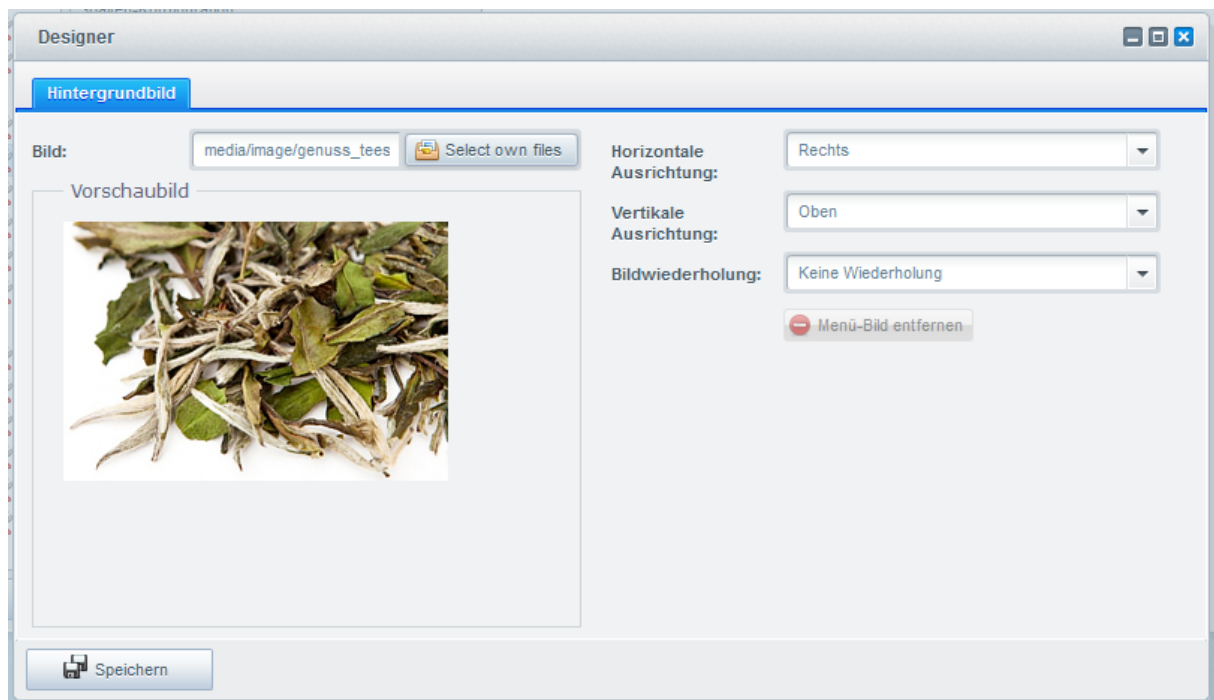 Designer
Hintergrundbild
Bild:
media/image/genuss_tees
Select own files
Vorschaubild
Horizontale
Ausrichtung:
Rechts
Vertikale
Ausrichtung:
Oben
Bildwiederholung:
Keine Wiederholung
Menü-Bild entfernen
Speichern